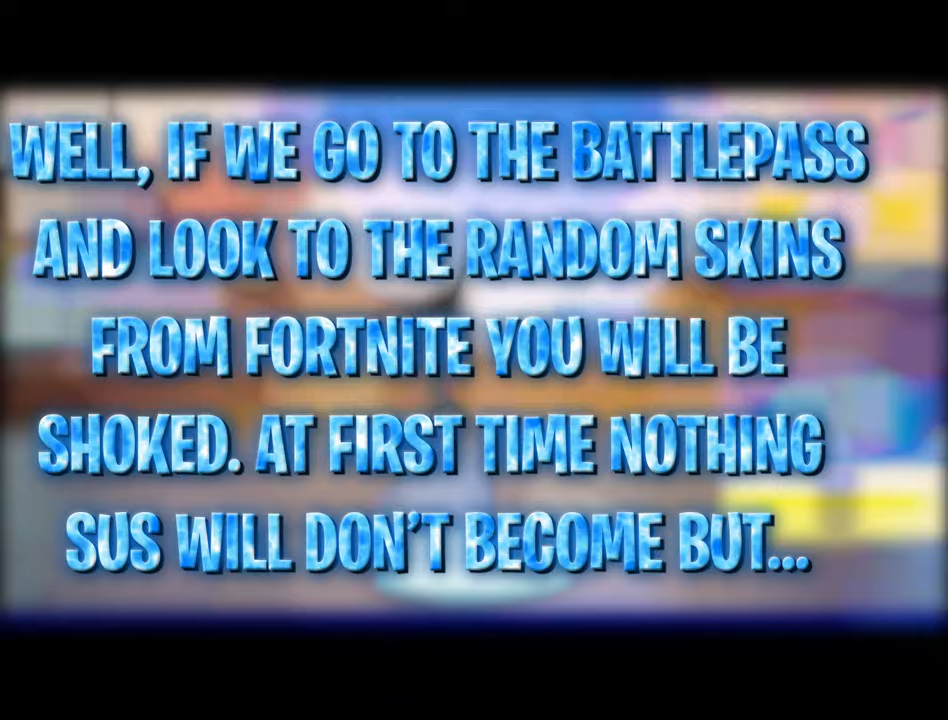 WELL, IF WE GO TO THE BATTLEPASS
AND LOOK TO THE RANDOM SKINS
FROM FORTNITE YOU WILL BE
SHOKED. AT FIRST TIME NOTHING
SUS WILL DON'T BECOME BUT...